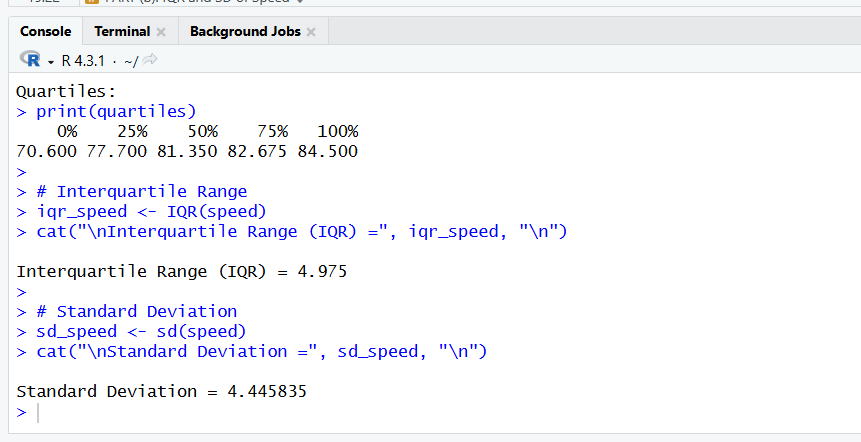 Console Terminal Background Jobs
R 4.3.1 · ~/
Quartiles:
> print(quartiles)
0% 25% 50% 75% 100%
70.600 77.700 81.350 82.675 84.500
>
> # Interquartile Range
> iqr_speed <- IQR(speed)
> cat("\nInterquartile Range (IQR) =", iqr_speed, "\n")
Interquartile Range (IQR) = 4.975
>
> # Standard Deviation
> sd_speed <- sd(speed)
> cat("\nStandard Deviation =", sd_speed, "\n")
Standard Deviation = 4.445835
>